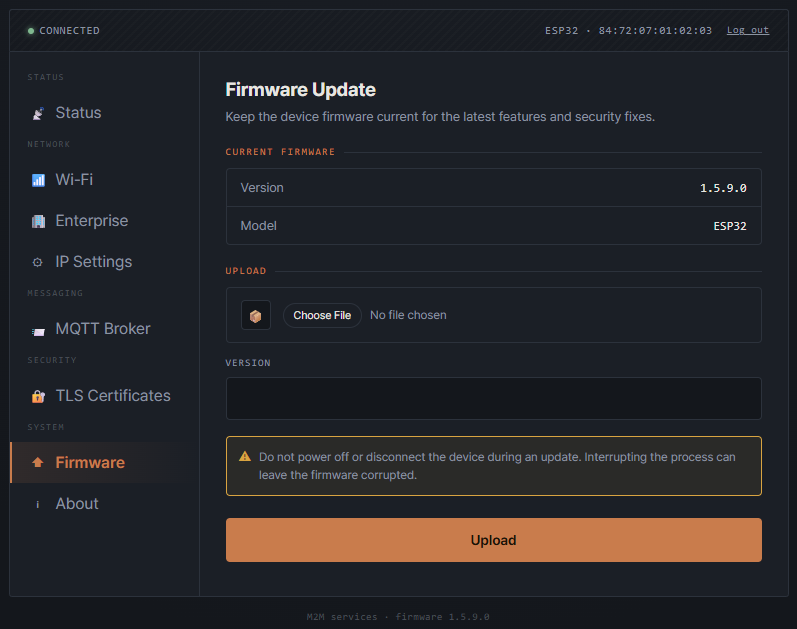 CONNECTED
ESP32 · 84:72:07:01:02:03 Log out
STATUS
Status
NETWORK
Wi-Fi
Enterprise
IP Settings
MESSAGING
MQTT Broker
SECURITY
TLS Certificates
SYSTEM
Firmware
About
Firmware Update
Keep the device firmware current for the latest features and security fixes.
CURRENT FIRMWARE
Version 1.5.9.0
Model ESP32
UPLOAD
Choose File No file chosen
VERSION
Do not power off or disconnect the device during an update. Interrupting the process can
leave the firmware corrupted.
Upload
M2M services · firmware 1.5.9.0